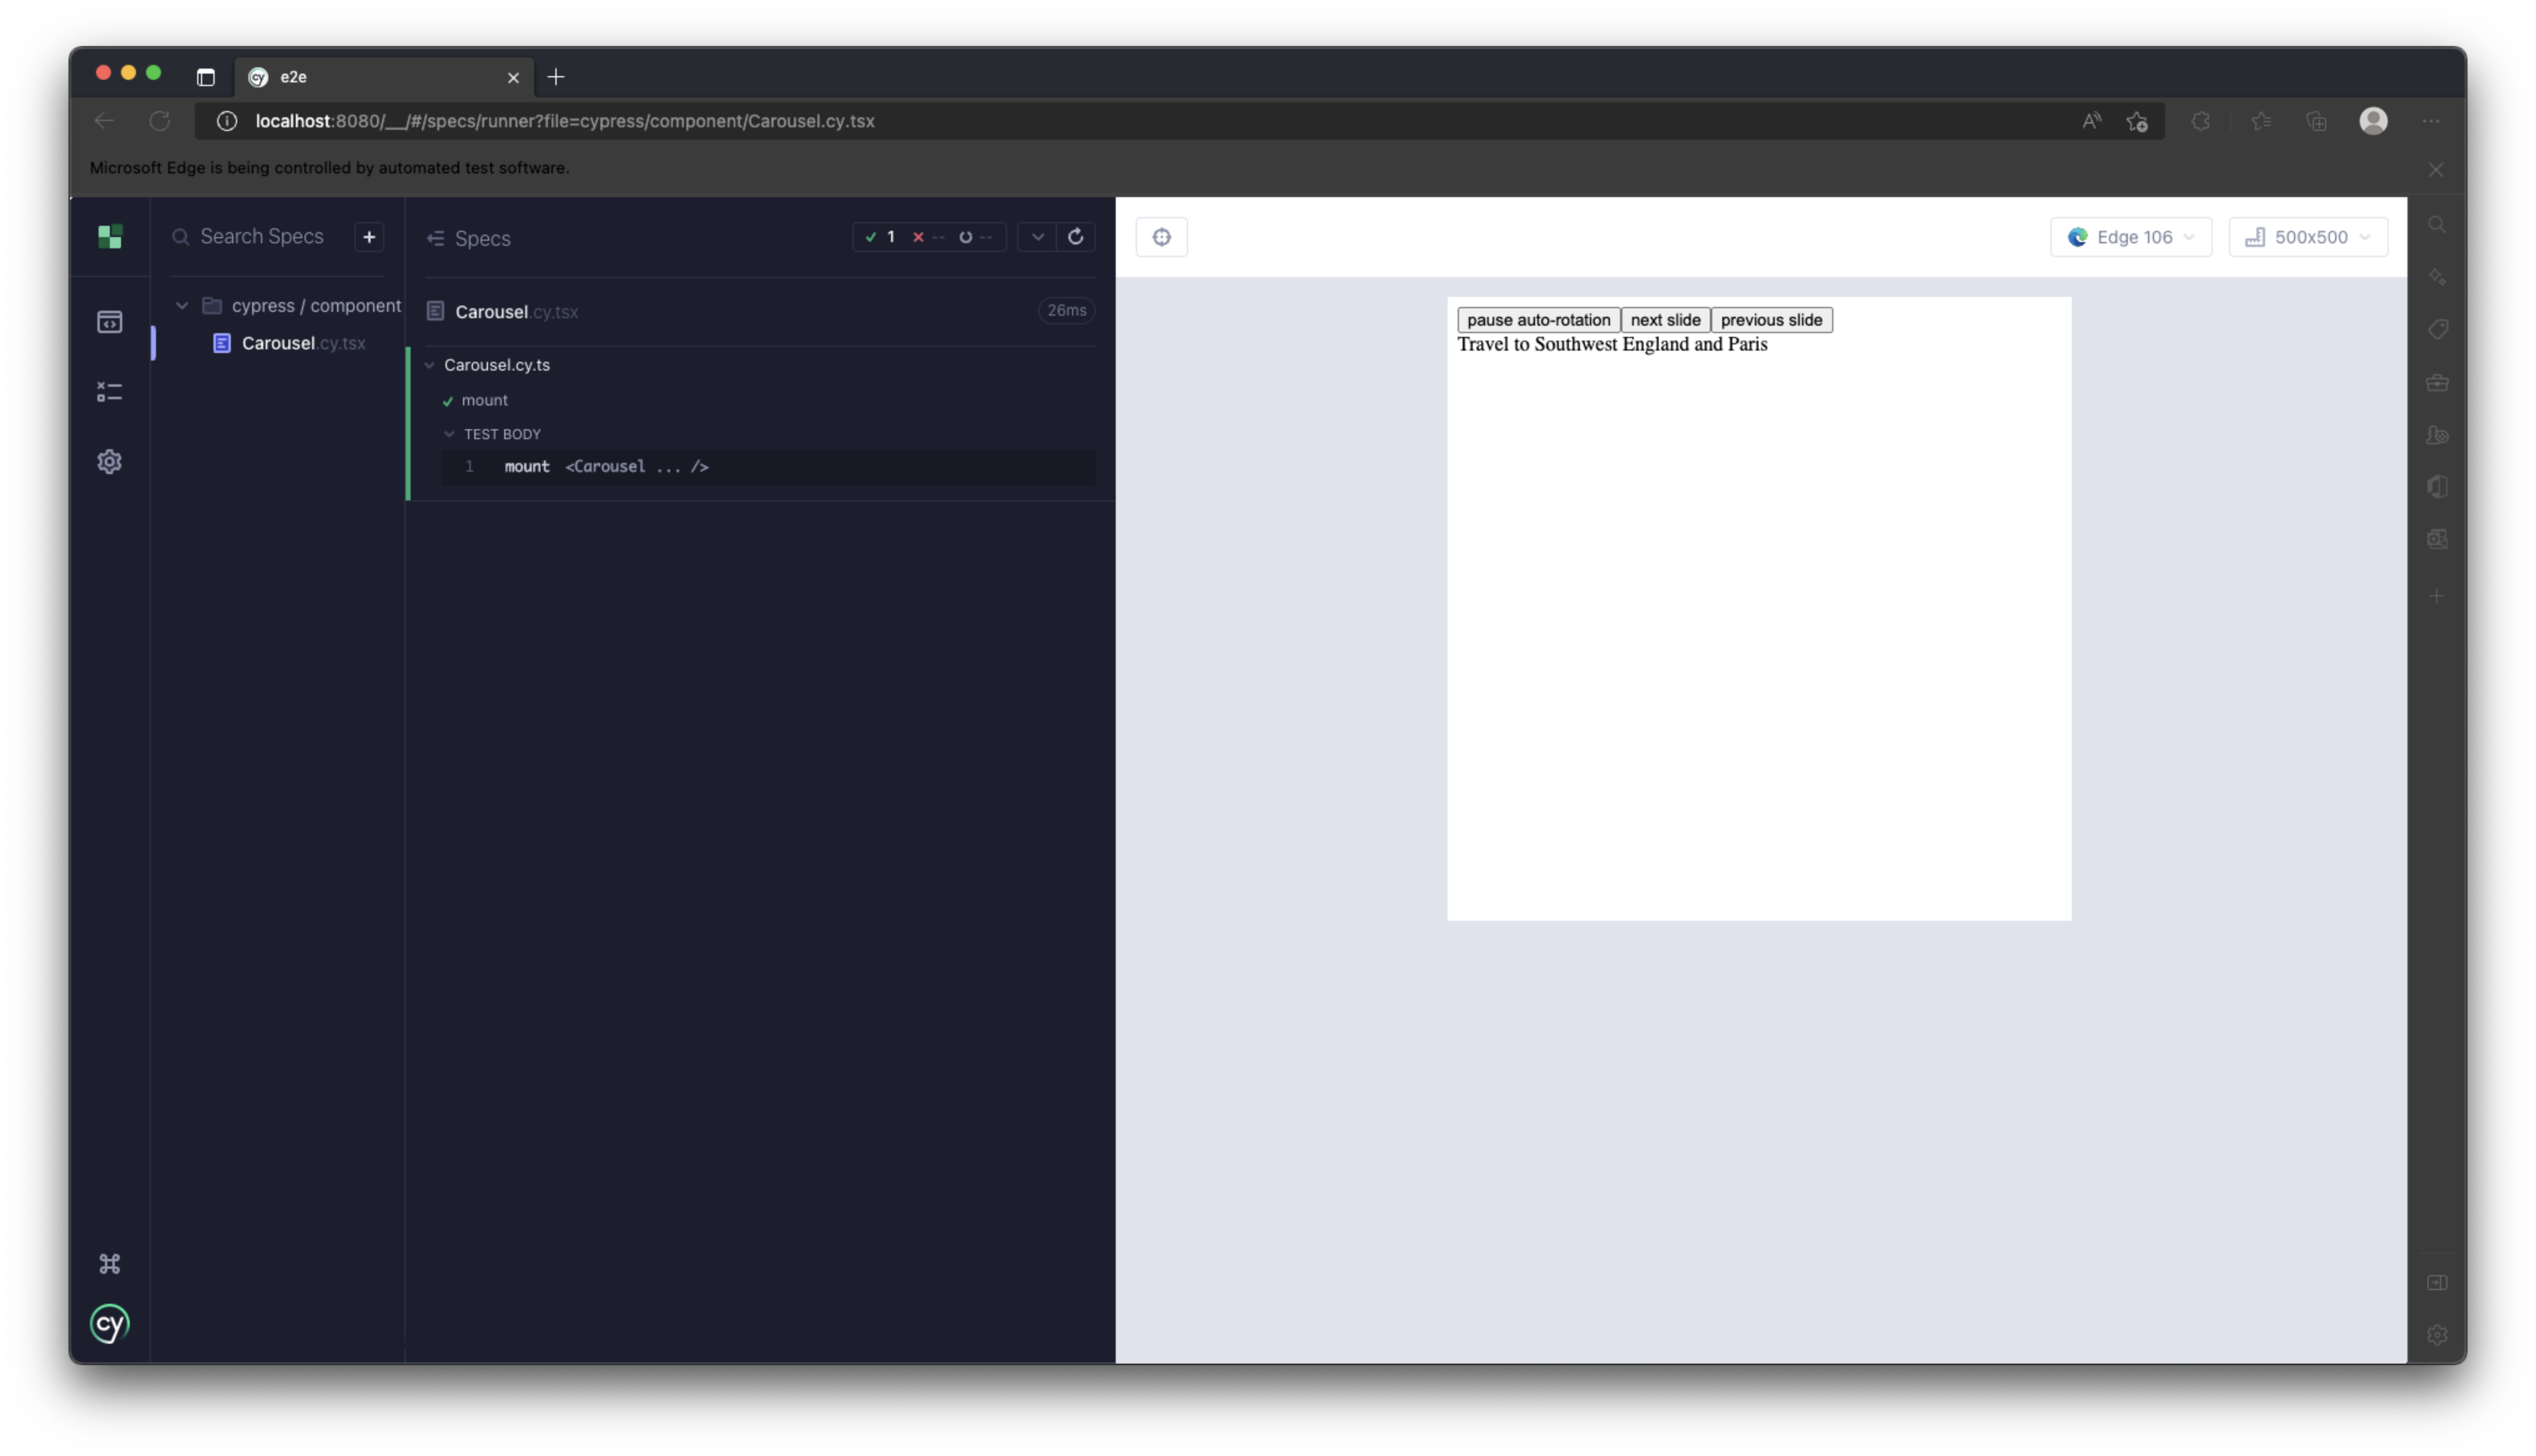 e2e
localhost:8080/__/#/specs/runner?file=cypress/component/Carousel.cy.tsx
Microsoft Edge is being controlled by automated test software.
Search Specs
cypress / component
Carousel.cy.tsx
Specs
1 -- --
Carousel.cy.tsx
26ms
Carousel.cy.ts
mount
TEST BODY
1 mount <Carousel ... />
cy
Edge 106
500x500
pause auto-rotation next slide previous slide
Travel to Southwest England and Paris